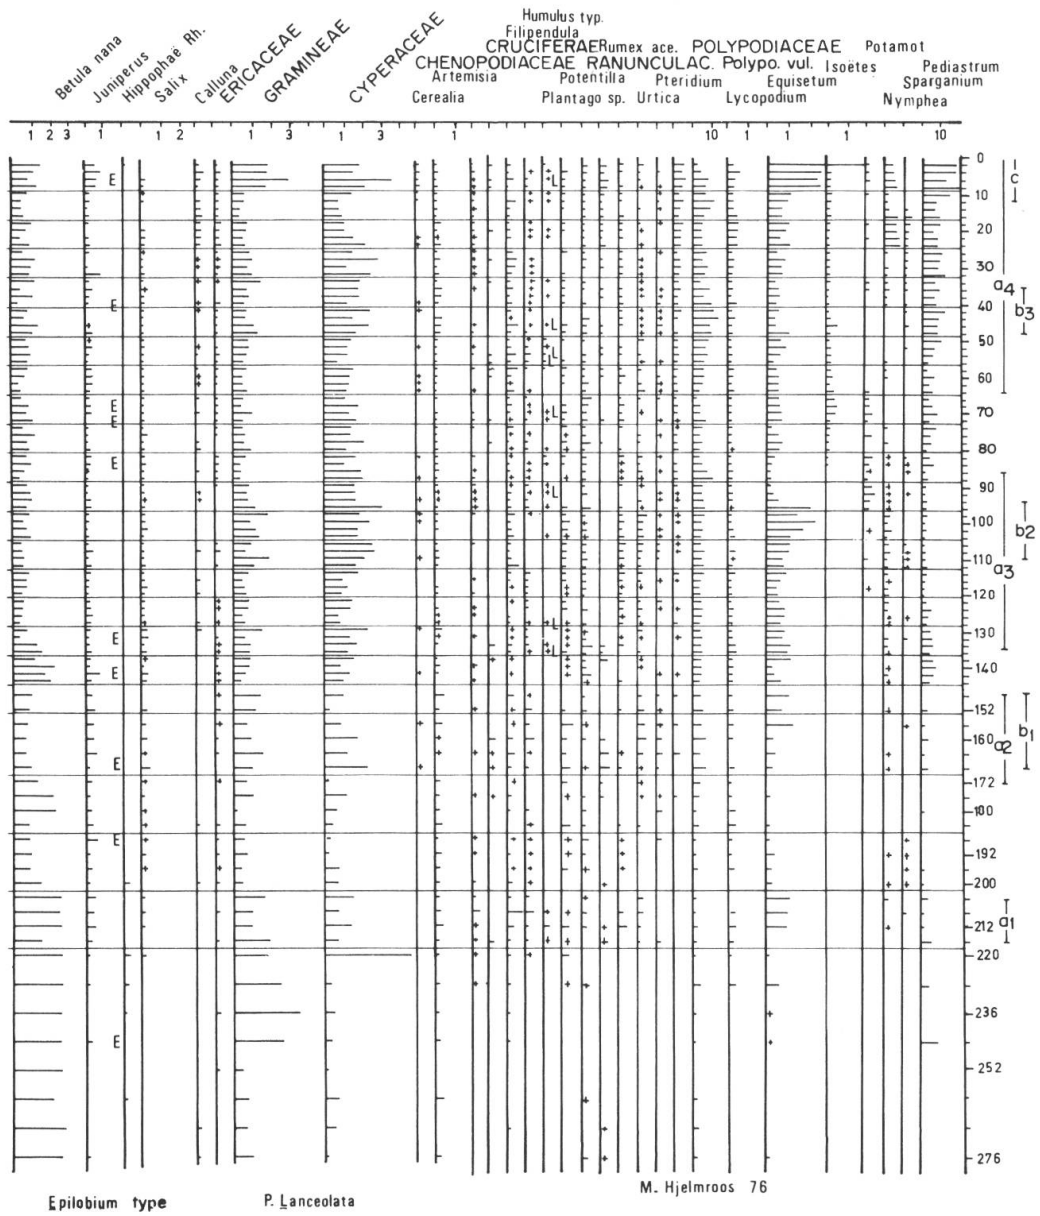 Betula nana
Juniperus
Hippophaë Rh.
Salix
Calluna
ERICACEAE
GRAMINEAE
CYPERACEAE
Humulus typ.
Filipendula
CRUCIFERAE Rumex ace. POLYPODIACEAE Potamot
CHENOPODIACEAE RANUNCULAC. Polypo. vul. Isoëtes Pediastrum
Artemisia Potentilla Pteridium Equisetum Sparganium
Cerealia Plantago sp. Urtica Lycopodium Nymphea
1 2 3 1 1 2 1 1 3 1 3 1 10 1 1 1 10
0
E L c
10
20
30
a4
E 40
L b3
50
L
L
60
E
L 70
E
80
E
L 90
100 b2
110
a3
120
L
E 130
L
E 140
152
160 b1
a2
E
172
100
E
192
200
212 a1
220
236
E
252
276
M. Hjelmroos 76
Epilobium type P. Lanceolata